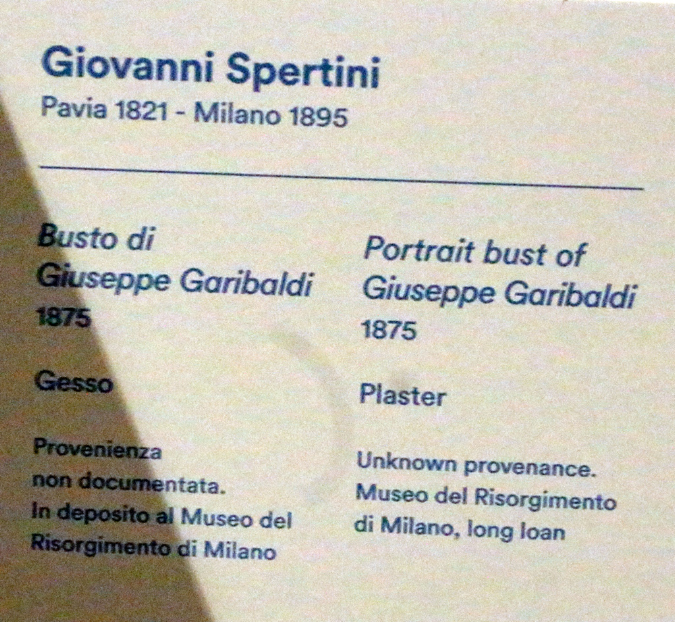 Giovanni Spertini
Pavia 1821 - Milano 1895
Busto di
Giuseppe Garibaldi
1875
Gesso
Provenienza
non documentata.
In deposito al Museo del
Risorgimento di Milano
Portrait bust of
Giuseppe Garibaldi
1875
Plaster
Unknown provenance.
Museo del Risorgimento
di Milano, long loan